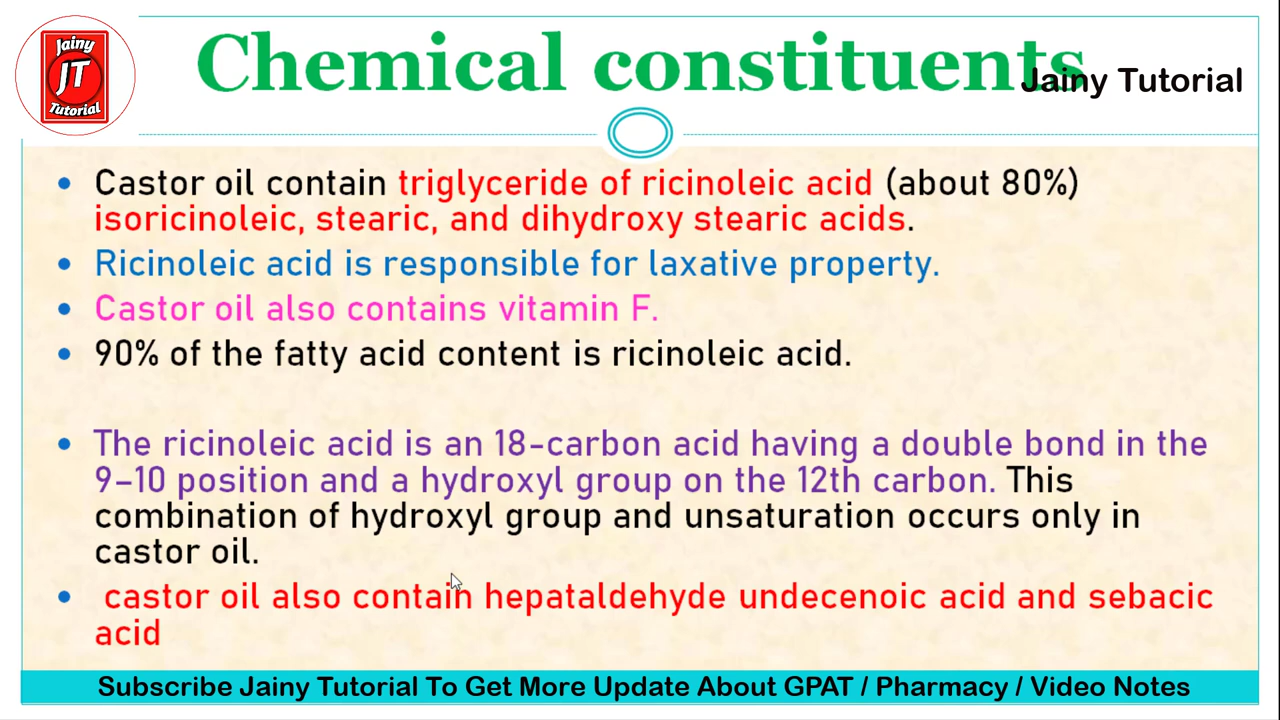 Jainy
JT
Tutorial
Chemical constituents
Jainy Tutorial
• Castor oil contain triglyceride of ricinoleic acid (about 80%)
isoricinoleic, stearic, and dihydroxy stearic acids.
• Ricinoleic acid is responsible for laxative property.
• Castor oil also contains vitamin F.
• 90% of the fatty acid content is ricinoleic acid.
• The ricinoleic acid is an 18-carbon acid having a double bond in the
9–10 position and a hydroxyl group on the 12th carbon. This
combination of hydroxyl group and unsaturation occurs only in
castor oil.
• castor oil also contain hepataldehyde undecenoic acid and sebacic
acid
Subscribe Jainy Tutorial To Get More Update About GPAT / Pharmacy / Video Notes